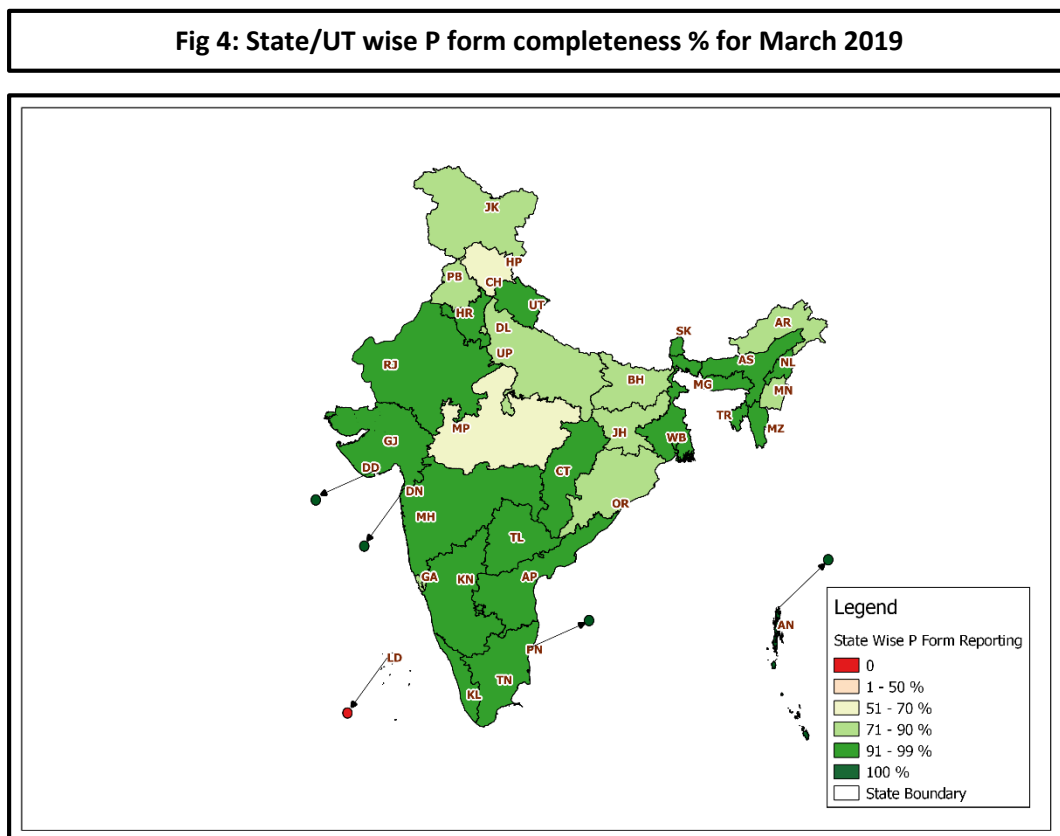 Fig 4: State/UT wise P form completeness % for March 2019
JK
HP
PB
CH
UT
HR
DL
AR
SK
UP
RJ
AS
NL
BH
MG
MN
TR
MZ
MP
JH
WB
GJ
CT
DD
DN
OR
MH
TL
GA
KN
AP
AN
PN
LD
TN
KL
Legend
State Wise P Form Reporting
0
1 - 50 %
51 - 70 %
71 - 90 %
91 - 99 %
100 %
State Boundary